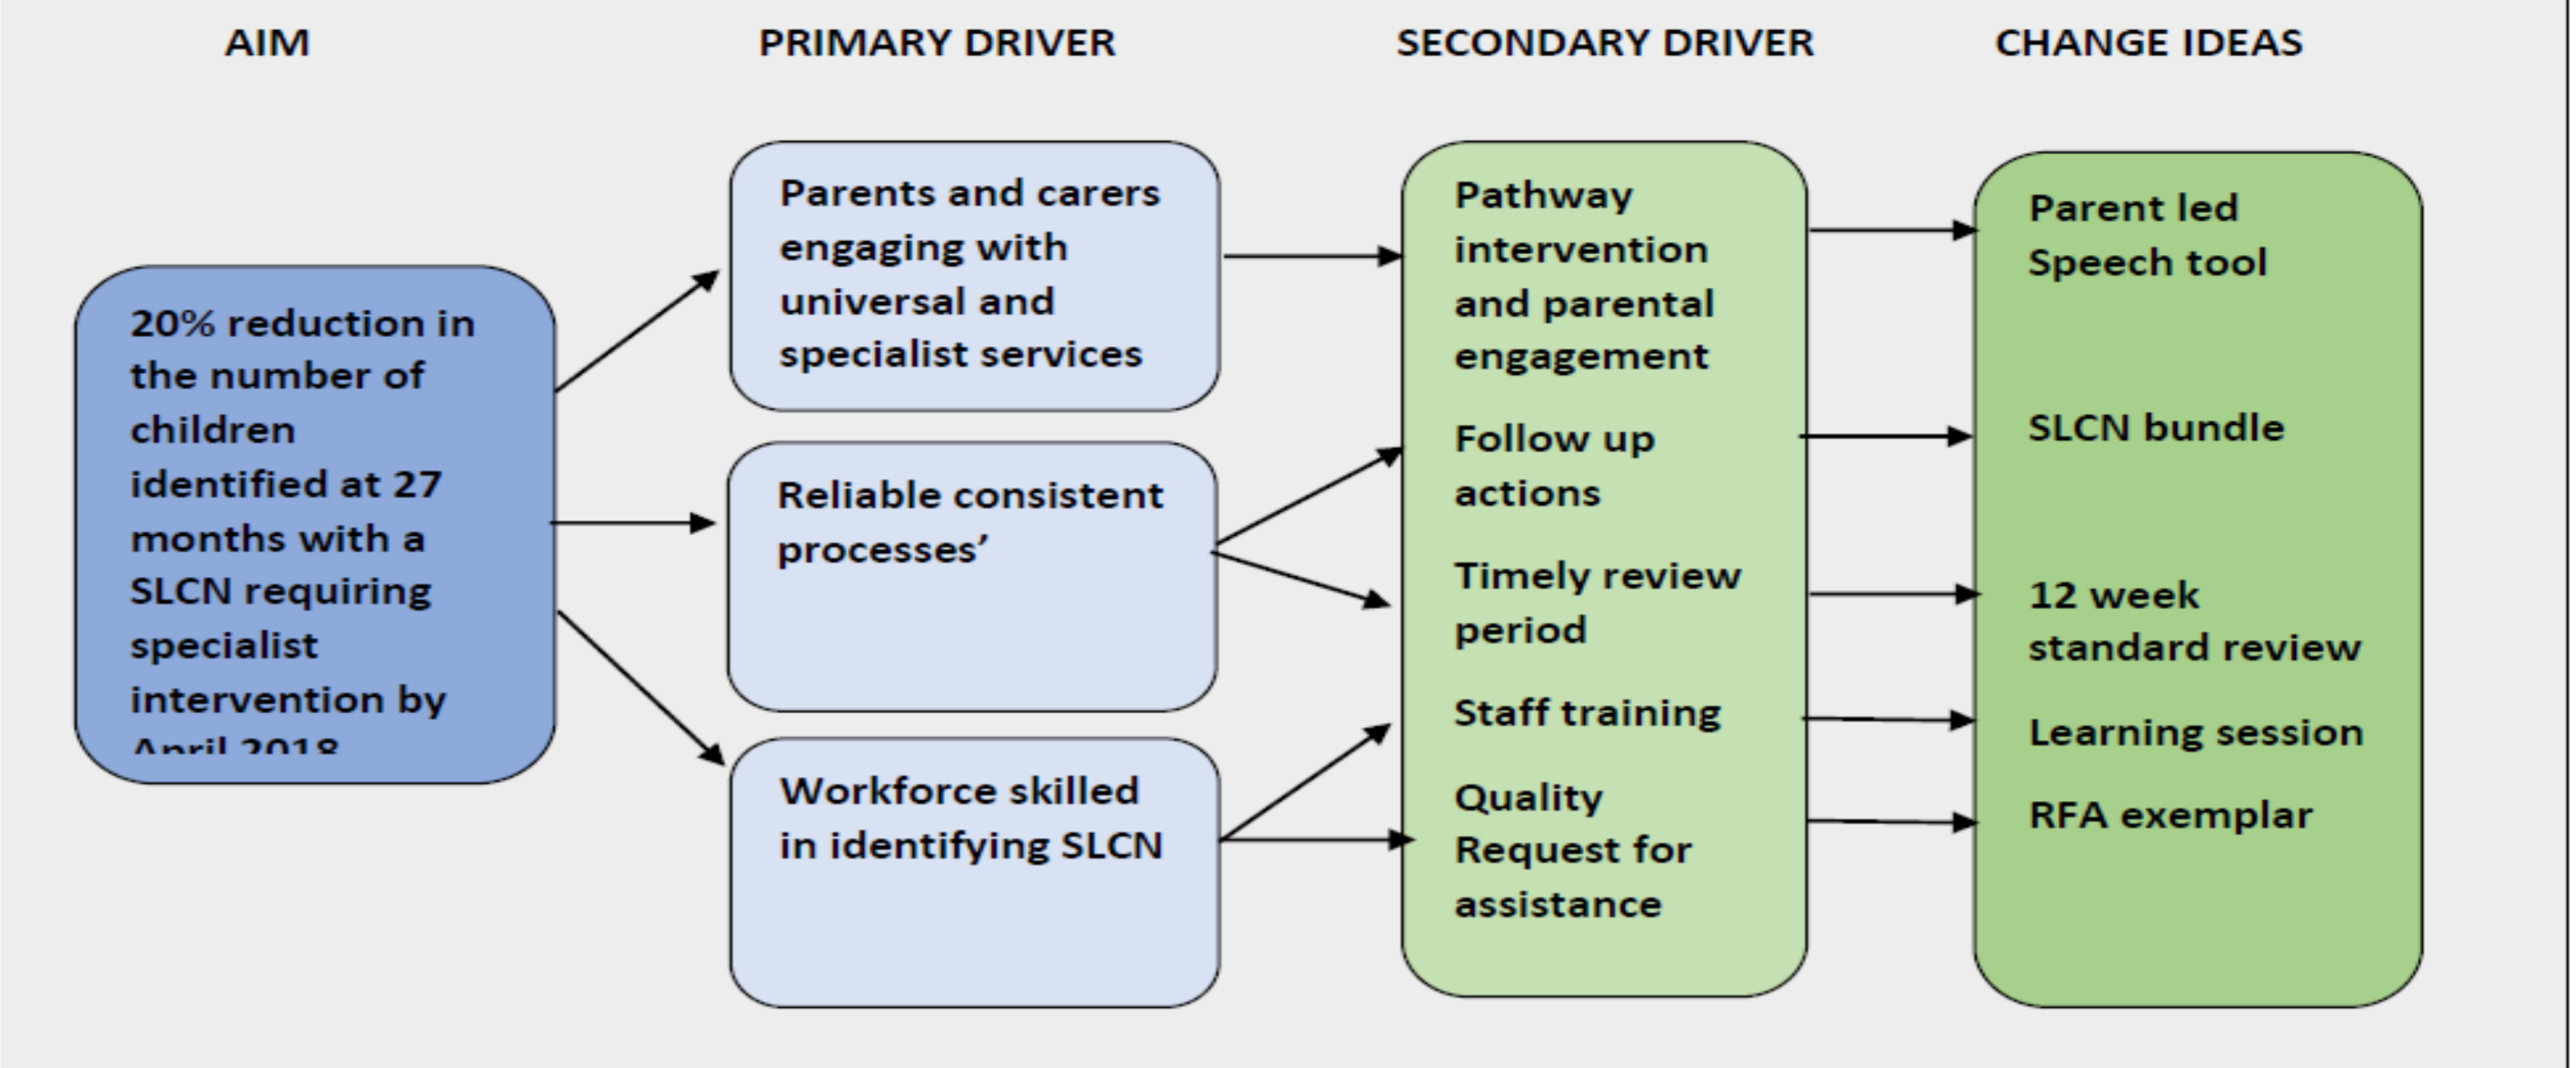 AIM
PRIMARY DRIVER
SECONDARY DRIVER
CHANGE IDEAS
20% reduction in
the number of
children
identified at 27
months with a
SLCN requiring
specialist
intervention by
April 2018
Parents and carers
engaging with
universal and
specialist services
Reliable consistent
processes’
Workforce skilled
in identifying SLCN
Pathway
intervention
and parental
engagement
Follow up
actions
Timely review
period
Staff training
Quality
Request for
assistance
Parent led
Speech tool
SLCN bundle
12 week
standard review
Learning session
RFA exemplar